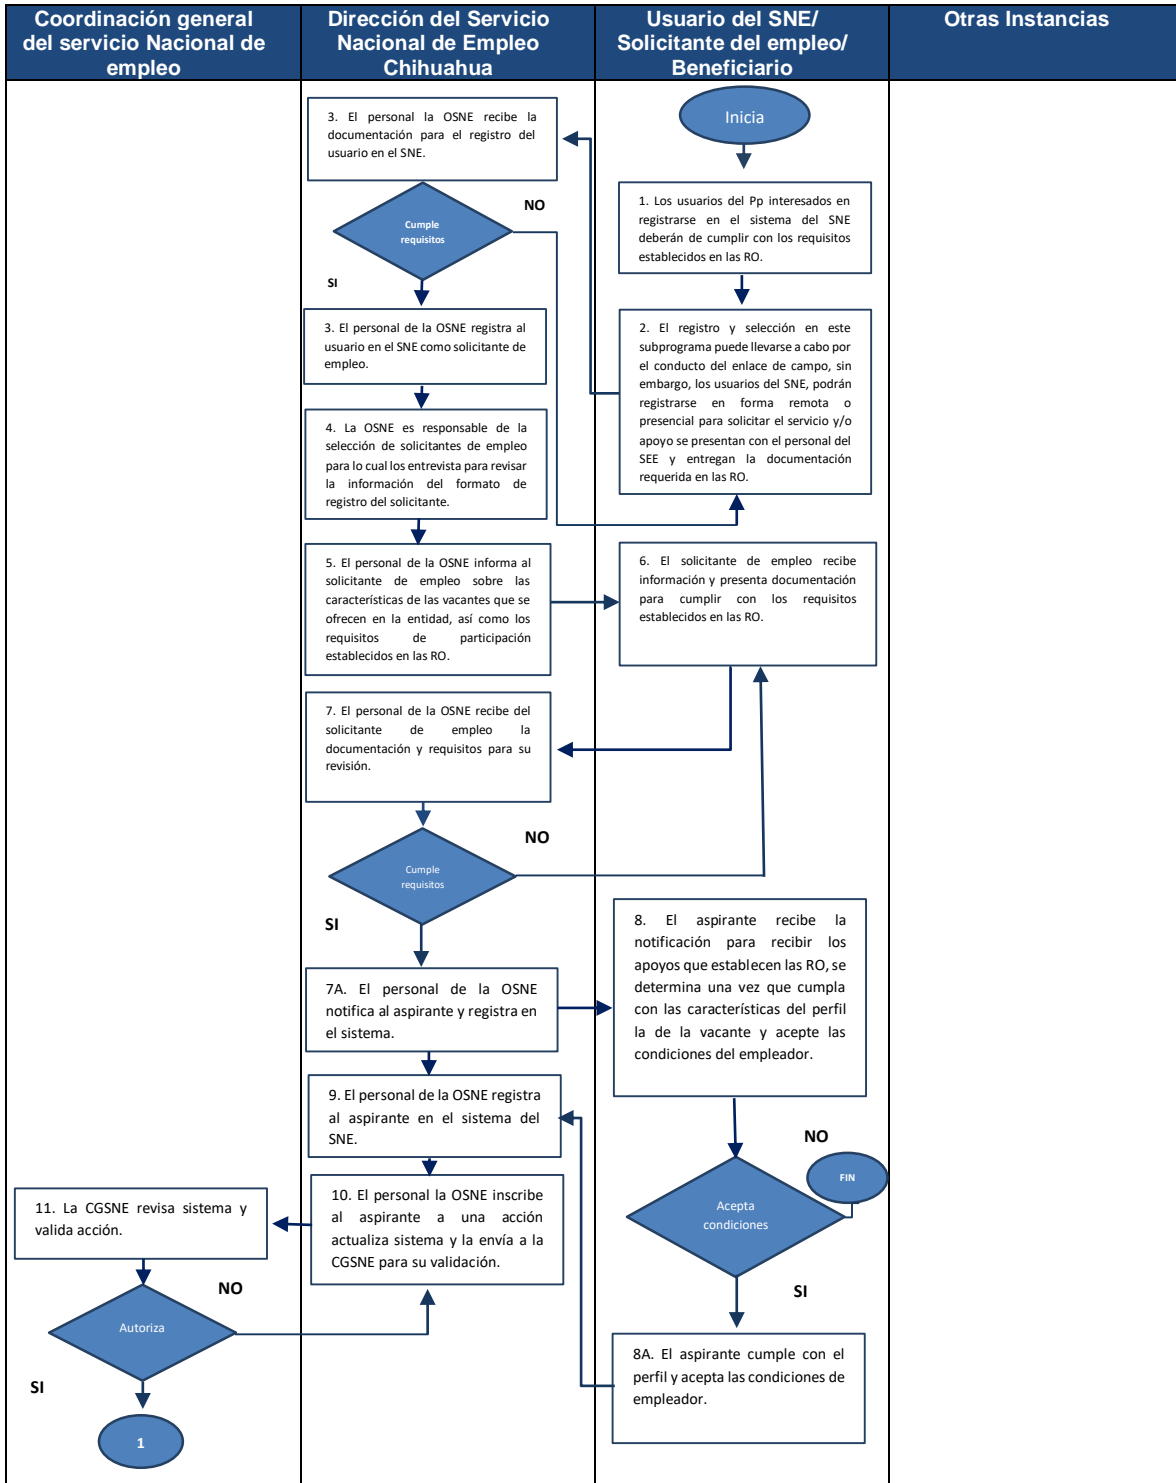 Coordinación general
del servicio Nacional de
empleo
Dirección del Servicio
Nacional de Empleo
Chihuahua
Usuario del SNE/
Solicitante del empleo/
Beneficiario
Otras Instancias
Inicia
1. Los usuarios del Pp interesados en
registrarse en el sistema del SNE
deberán de cumplir con los requisitos
establecidos en las RO.
2. El registro y selección en este
subprograma puede llevarse a cabo por
el conducto del enlace de campo, sin
embargo, los usuarios del SNE, podrán
registrarse en forma remota o
presencial para solicitar el servicio y/o
apoyo se presentan con el personal del
SEE y entregan la documentación
requerida en las RO.
3. El personal la OSNE recibe la
documentación para el registro del
usuario en el SNE.
Cumple
requisitos
NO
SI
3. El personal de la OSNE registra al
usuario en el SNE como solicitante de
empleo.
4. La OSNE es responsable de la
selección de solicitantes de empleo
para lo cual los entrevista para revisar
la información del formato de
registro del solicitante.
5. El personal de la OSNE informa al
solicitante de empleo sobre las
características de las vacantes que se
ofrecen en la entidad, así como los
requisitos de participación
establecidos en las RO.
6. El solicitante de empleo recibe
información y presenta documentación
para cumplir con los requisitos
establecidos en las RO.
7. El personal de la OSNE recibe del
solicitante de empleo la
documentación y requisitos para su
revisión.
Cumple
requisitos
NO
SI
7A. El personal de la OSNE
notifica al aspirante y registra en
el sistema.
8. El aspirante recibe la
notificación para recibir los
apoyos que establecen las RO, se
determina una vez que cumpla
con las características del perfil
la de la vacante y acepte las
condiciones del empleador.
Acepta
condiciones
NO
FIN
SI
8A. El aspirante cumple con el
perfil y acepta las condiciones de
empleador.
9. El personal de la OSNE registra
al aspirante en el sistema del
SNE.
10. El personal la OSNE inscribe
al aspirante a una acción
actualiza sistema y la envía a la
CGSNE para su validación.
11. La CGSNE revisa sistema y
valida acción.
Autoriza
NO
SI
1